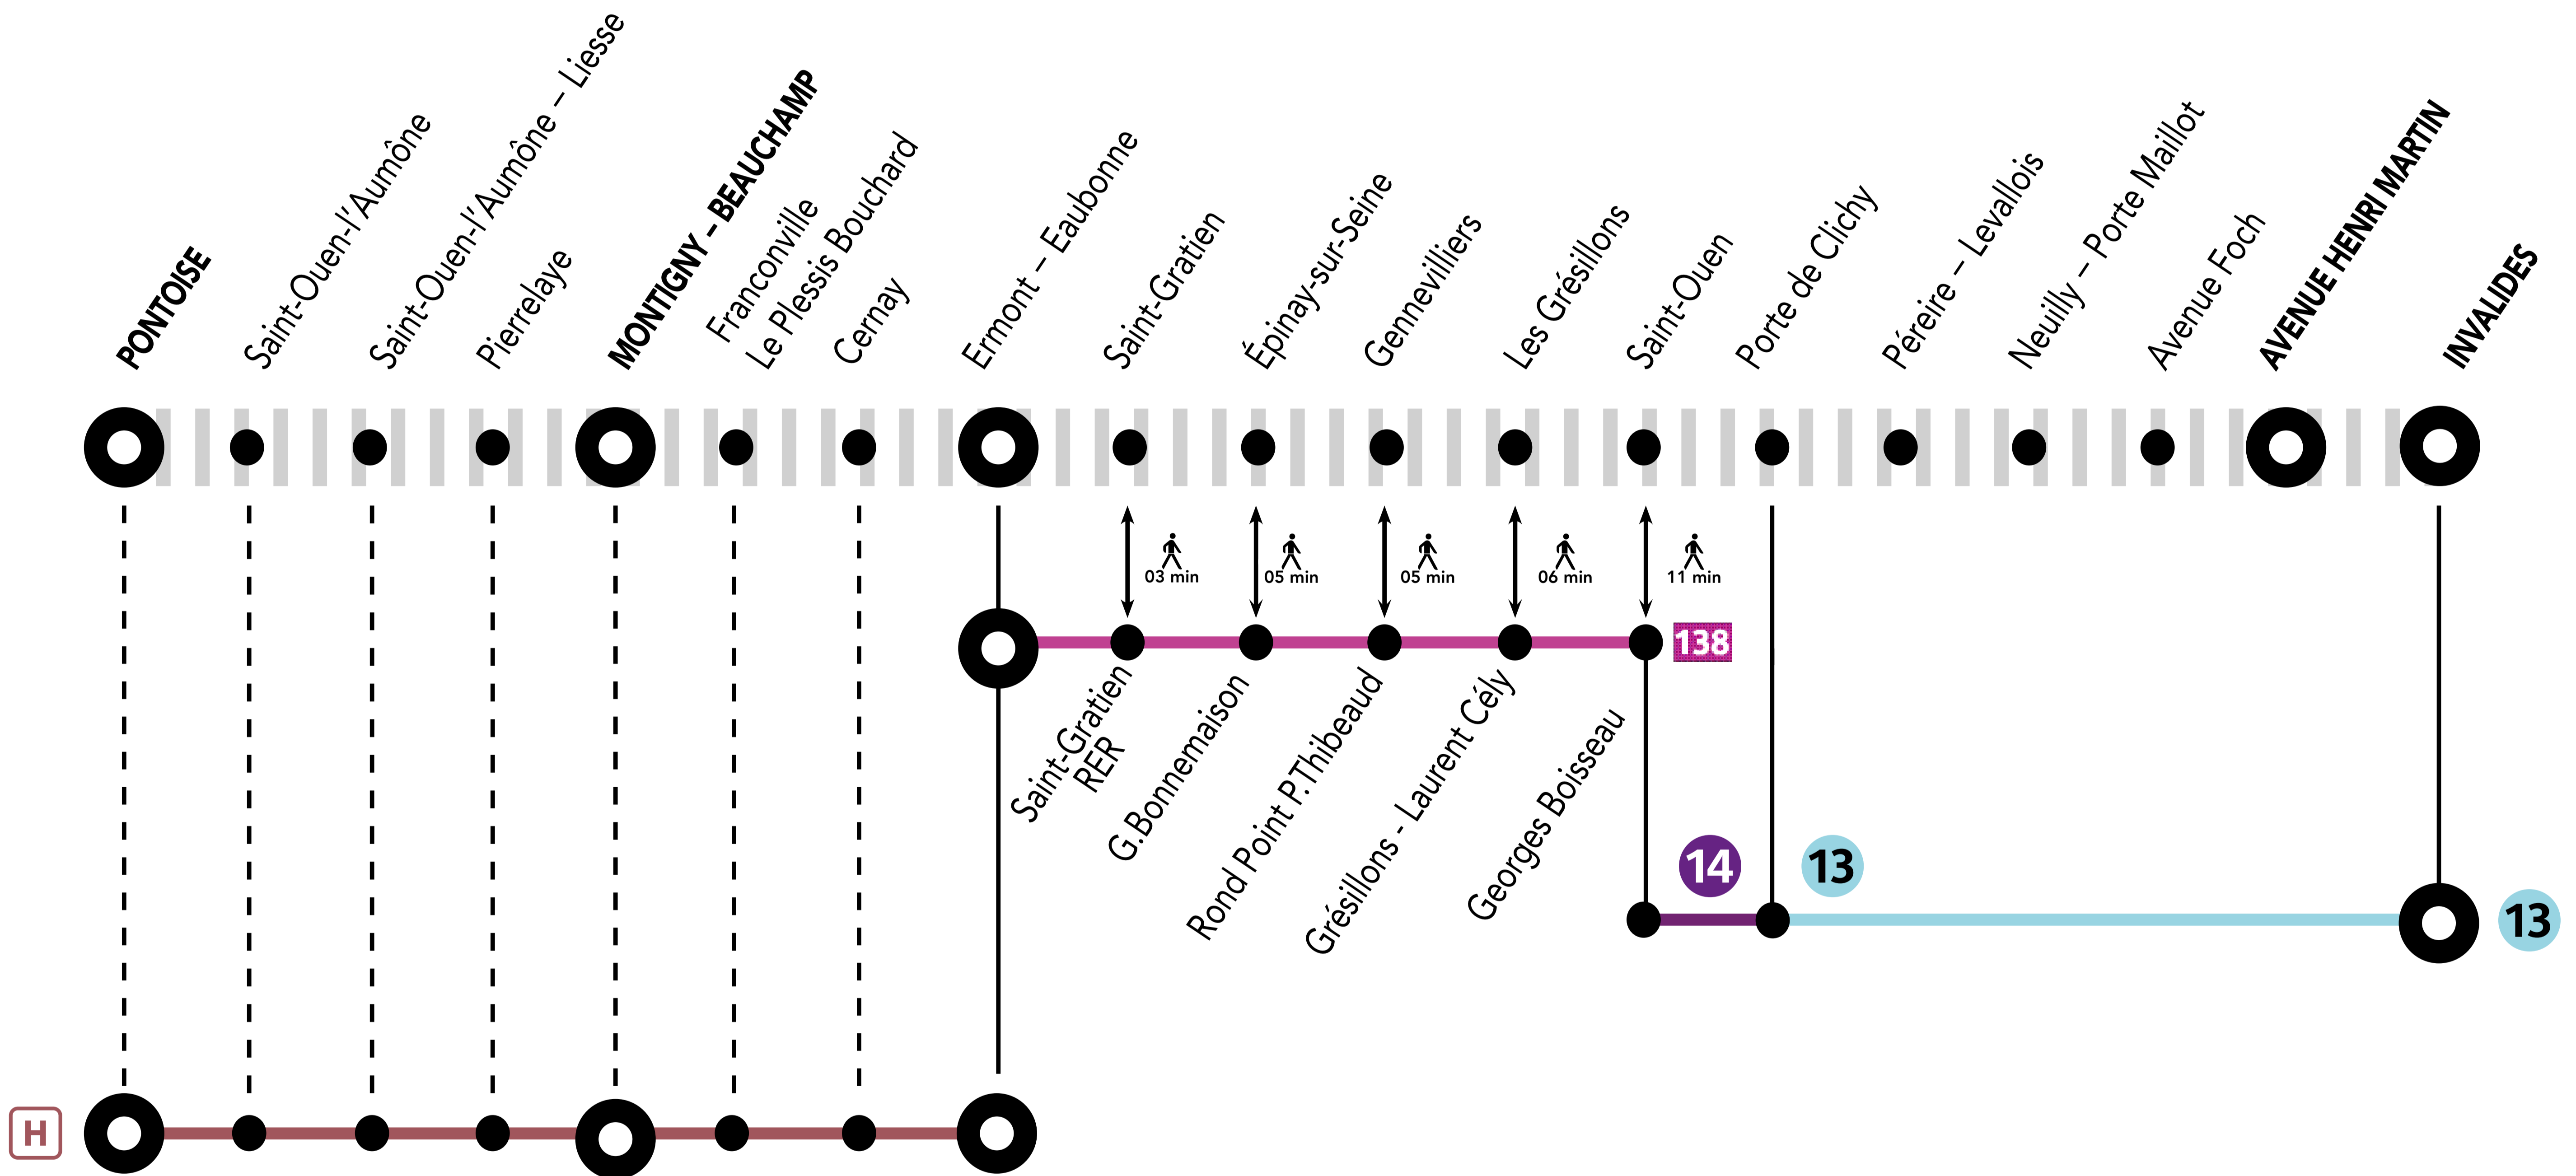 PONTOISE
Saint-Ouen-l'Aumône
Saint-Ouen-l'Aumône – Liesse
Pierrelaye
MONTIGNY – BEAUCHAMP
Franconville
Le Plessis Bouchard
Cernay
Ermont – Eaubonne
Saint-Gratien
Épinay-sur-Seine
Gennevilliers
Les Grésillons
Saint-Ouen
Porte de Clichy
Péreire – Levallois
Neuilly – Porte Maillot
Avenue Foch
AVENUE HENRI MARTIN
INVALIDES
03 min
05 min
05 min
06 min
11 min
138
Saint-Gratien
RER
G.Bonnemaison
Rond Point P.Thibeaud
Grésillons - Laurent Cély
Georges Boisseau
14
13
13
H